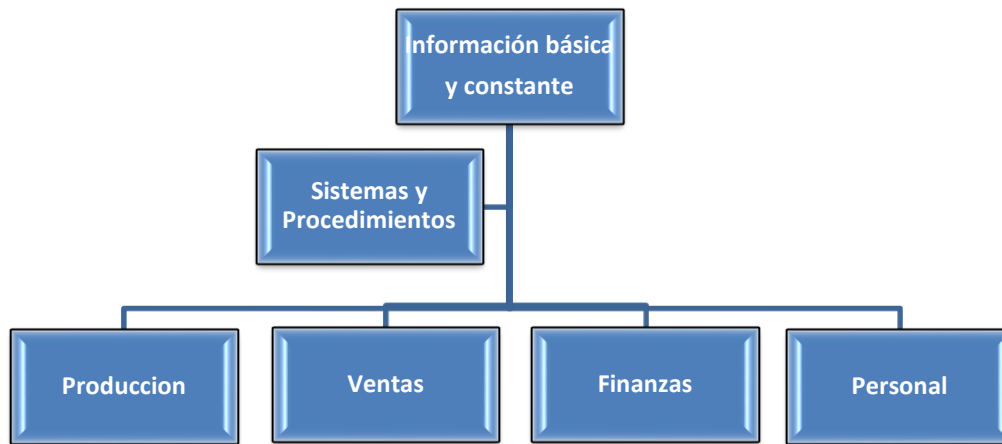 Información básica
y constante
Sistemas y
Procedimientos
Produccion
Ventas
Finanzas
Personal